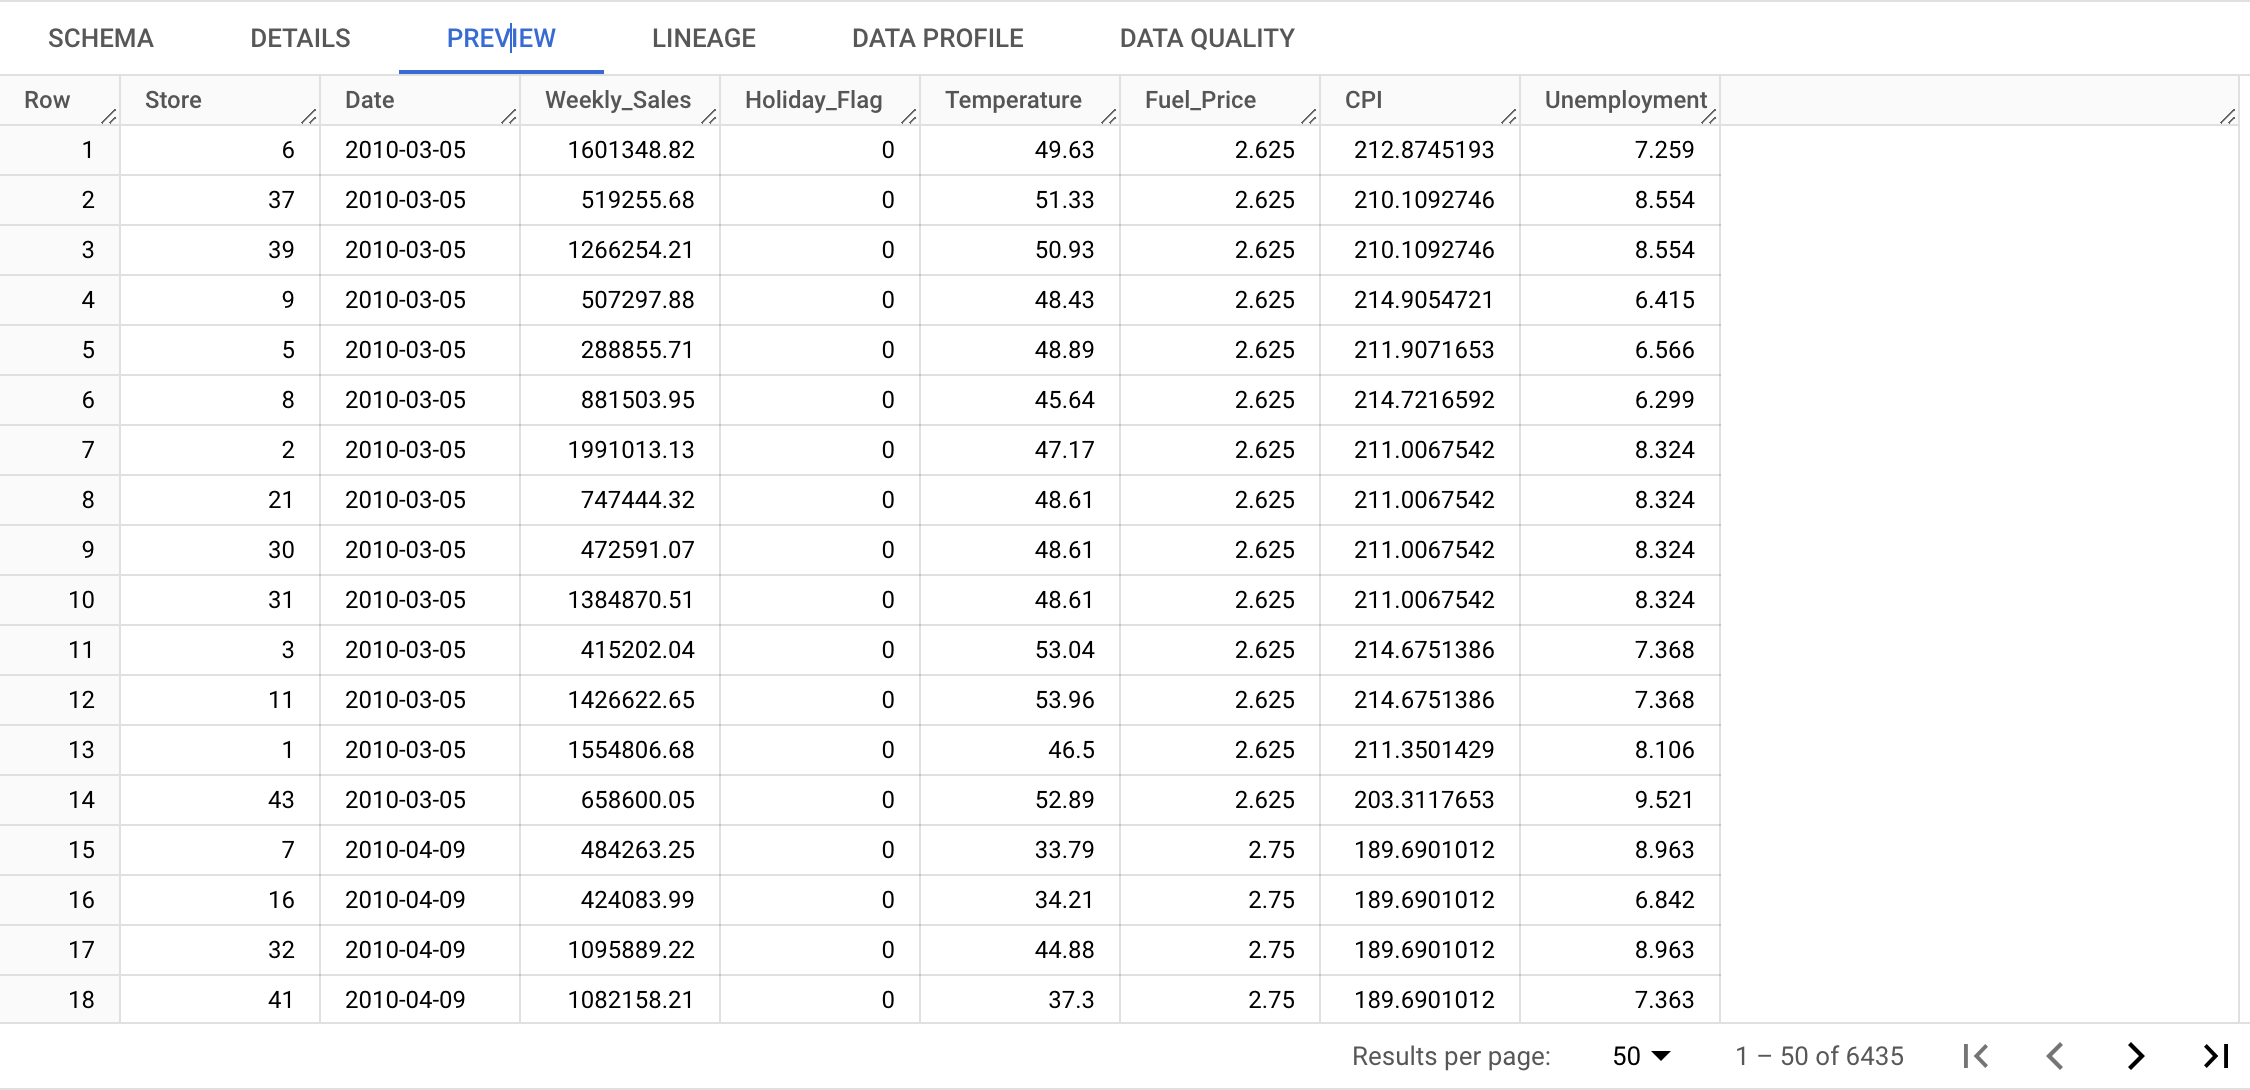 SCHEMA DETAILS PREVIEW LINEAGE DATA PROFILE DATA QUALITY
Row Store Date Weekly_Sales Holiday_Flag Temperature Fuel_Price CPI Unemployment
1 6 2010-03-05 1601348.82 0 49.63 2.625 212.8745193 7.259
2 37 2010-03-05 519255.68 0 51.33 2.625 210.1092746 8.554
3 39 2010-03-05 1266254.21 0 50.93 2.625 210.1092746 8.554
4 9 2010-03-05 507297.88 0 48.43 2.625 214.9054721 6.415
5 5 2010-03-05 288855.71 0 48.89 2.625 211.9071653 6.566
6 8 2010-03-05 881503.95 0 45.64 2.625 214.7216592 6.299
7 2 2010-03-05 1991013.13 0 47.17 2.625 211.0067542 8.324
8 21 2010-03-05 747444.32 0 48.61 2.625 211.0067542 8.324
9 30 2010-03-05 472591.07 0 48.61 2.625 211.0067542 8.324
10 31 2010-03-05 1384870.51 0 48.61 2.625 211.0067542 8.324
11 3 2010-03-05 415202.04 0 53.04 2.625 214.6751386 7.368
12 11 2010-03-05 1426622.65 0 53.96 2.625 214.6751386 7.368
13 1 2010-03-05 1554806.68 0 46.5 2.625 211.3501429 8.106
14 43 2010-03-05 658600.05 0 52.89 2.625 203.3117653 9.521
15 7 2010-04-09 484263.25 0 33.79 2.75 189.6901012 8.963
16 16 2010-04-09 424083.99 0 34.21 2.75 189.6901012 6.842
17 32 2010-04-09 1095889.22 0 44.88 2.75 189.6901012 8.963
18 41 2010-04-09 1082158.21 0 37.3 2.75 189.6901012 7.363
Results per page: 50 1 – 50 of 6435